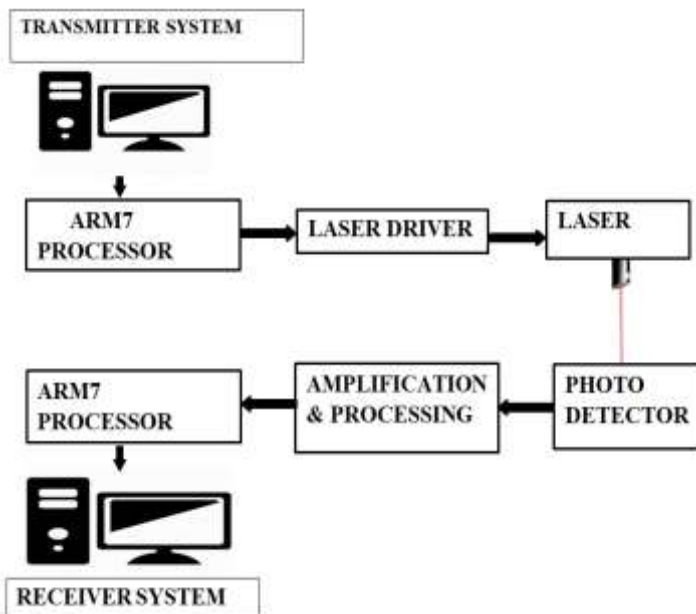 TRANSMITTER SYSTEM
ARM7
PROCESSOR
LASER DRIVER
LASER
ARM7
PROCESSOR
AMPLIFICATION
& PROCESSING
PHOTO
DETECTOR
RECEIVER SYSTEM